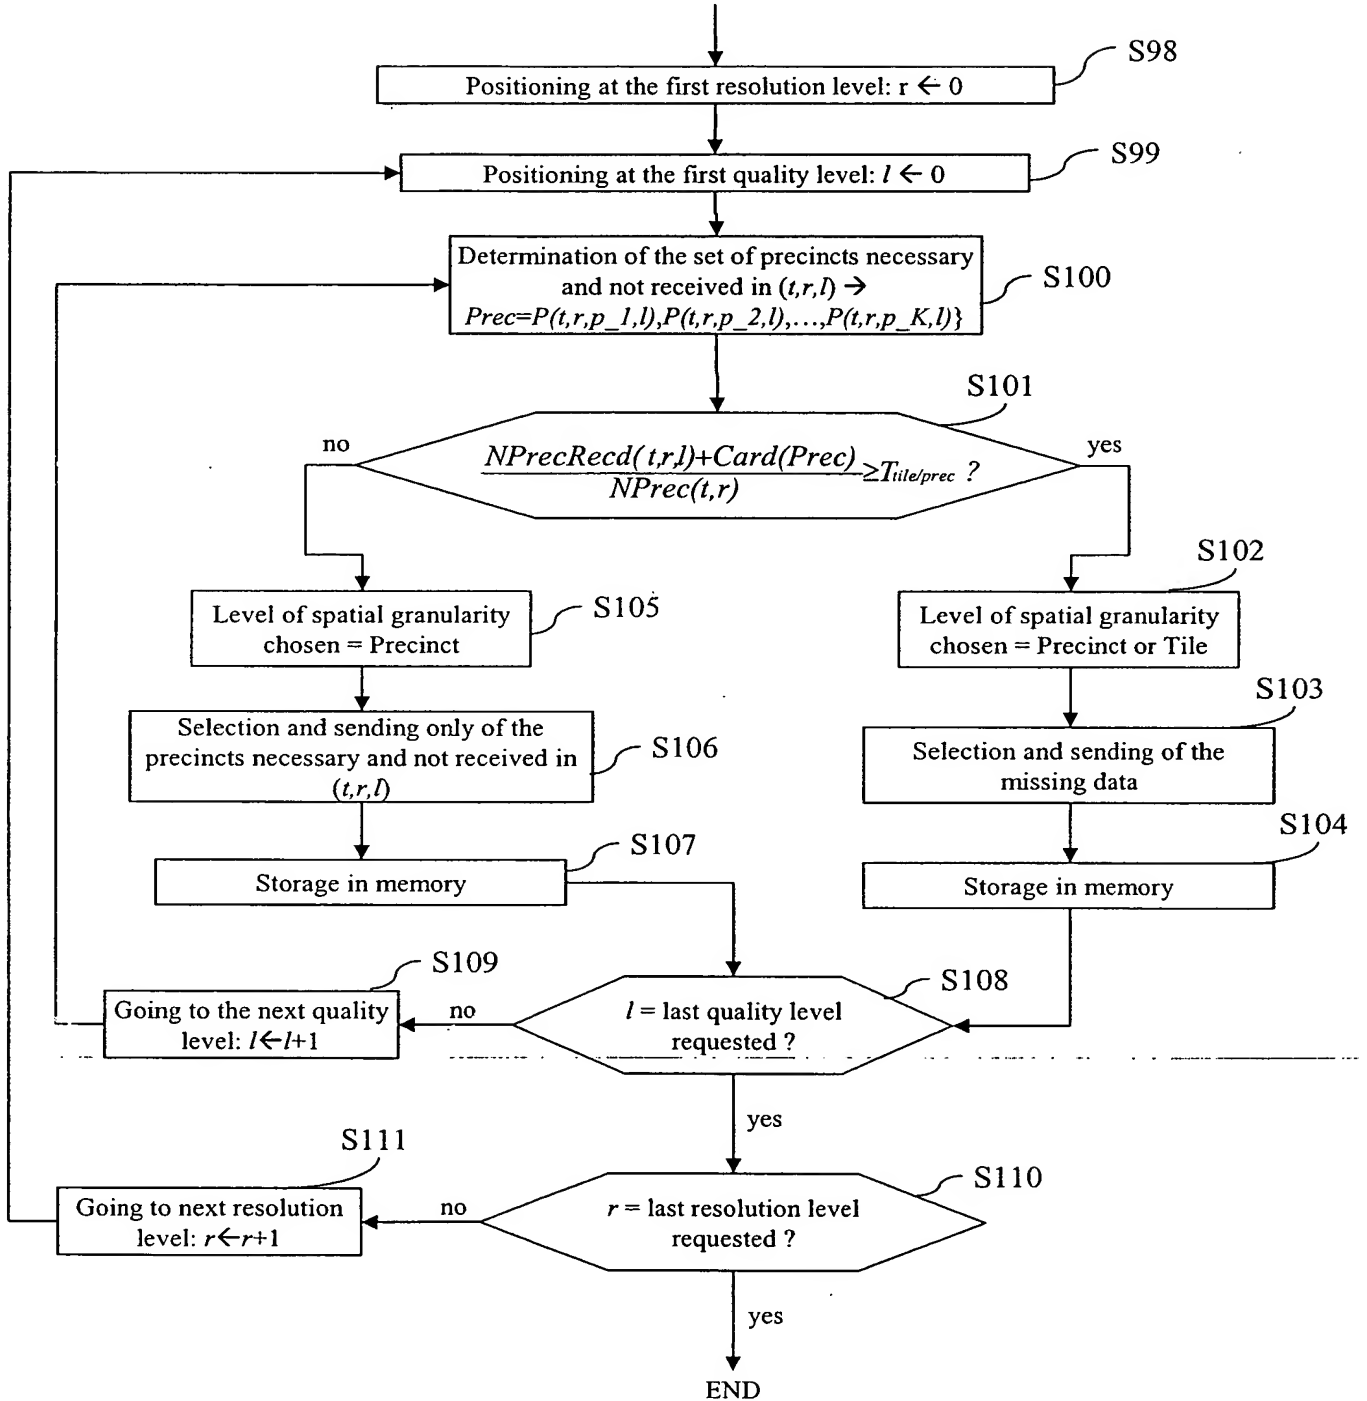 S98
Positioning at the first resolution level: r ← 0
S99
Positioning at the first quality level: l ← 0
Determination of the set of precincts necessary
and not received in (t,r,l) →
Prec=P(t,r,p_1,l),P(t,r,p_2,l),...,P(t,r,p_K,l)}
S100
S101
no
yes
NPrecRecd(t,r,l)+Card(Prec)
NPrec(t,r)
≥Ttile/prec ?
S102
S105
Level of spatial granularity
chosen = Precinct
Level of spatial granularity
chosen = Precinct or Tile
S103
Selection and sending only of the
precincts necessary and not received in
(t,r,l)
S106
Selection and sending of the
missing data
S104
S107
Storage in memory
Storage in memory
S109
S108
Going to the next quality
level: l←l+1
no
l = last quality level
requested ?
yes
S111
S110
Going to next resolution
level: r←r+1
no
r = last resolution level
requested ?
yes
END